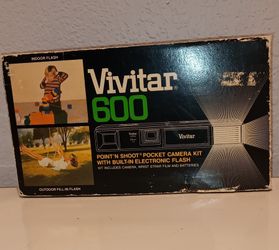 INDOOR FLASH
Vivitar
600
Vivitar
POINT 'N SHOOT POCKET CAMERA KIT
WITH BUILT-IN ELECTRONIC FLASH
KIT INCLUDES CAMERA, WRIST STRAP, FILM AND BATTERIES
OUTDOOR FILL-IN FLASH